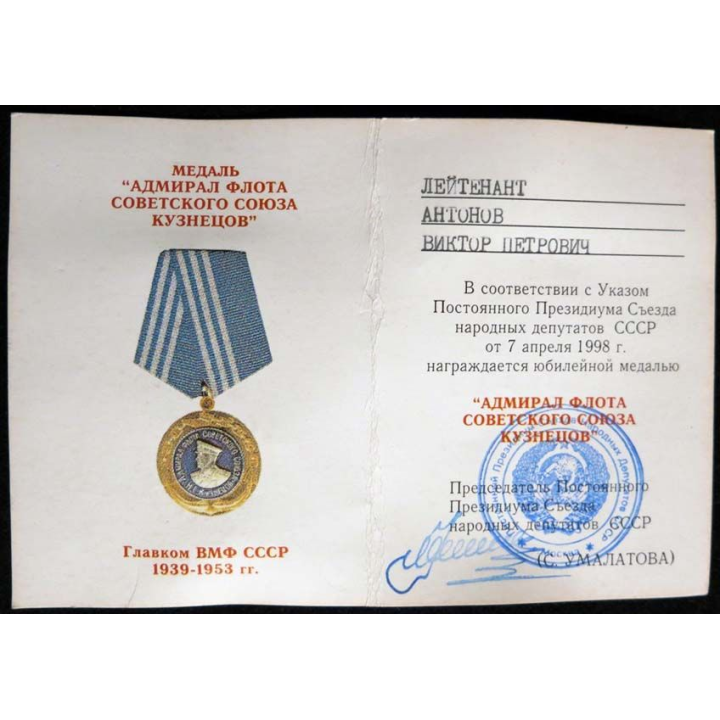 МЕДАЛЬ
“АДМИРАЛ ФЛОТА
СОВЕТСКОГО СОЮЗА
КУЗНЕЦОВ”
Главком ВМФ СССР
1939-1953 гг.
ЛЕЙТЕНАНТ
АНТОНОВ
ВИКТОР ПЕТРОВИЧ
В соответствии с Указом
Постоянного Президиума Съезда
народных депутатов СССР
от 7 апреля 1998 г.
награждается юбилейной медалью
“АДМИРАЛ ФЛОТА
СОВЕТСКОГО СОЮЗА
КУЗНЕЦОВ”
Председатель Постоянного
Президиума Съезда
народных депутатов СССР
(С. УМАЛАТОВА)
Москва